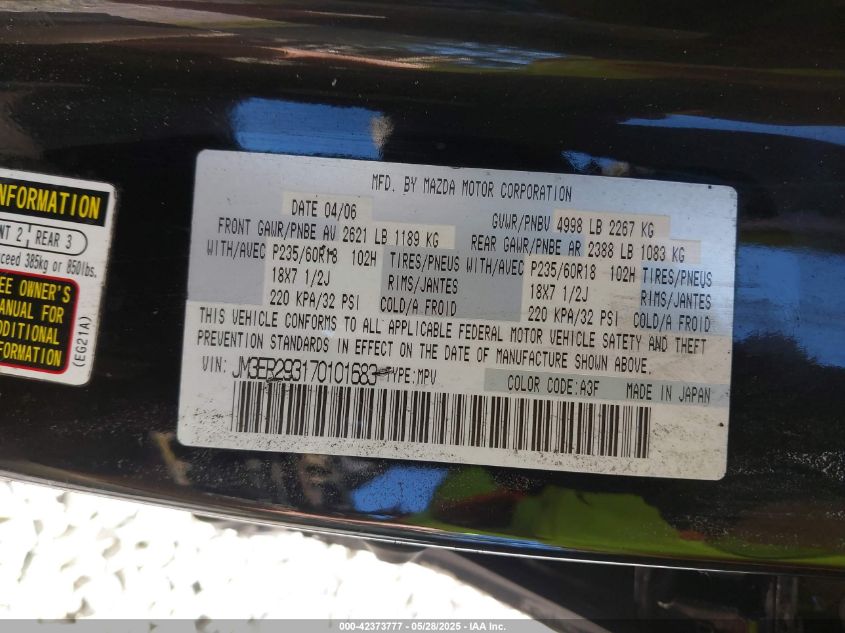 INFORMATION
NT 2, REAR 3
ceed 385kg or 850lbs.
EE OWNER'S
MANUAL FOR
DDITIONAL
NFORMATION
(EG21A)
MFD. BY MAZDA MOTOR CORPORATION
DATE 04/06 GVWR/PNBV 4998 LB 2267 KG
FRONT GAWR/PNBE AV 2621 LB 1189 KG REAR GAWR/PNBE AR 2388 LB 1083 KG
WITH/AVEC P235/60R18 102H TIRES/PNEUS WITH/AVEC P235/60R18 102H TIRES/PNEUS
18X7 1/2J RIMS/JANTES 18X7 1/2J RIMS/JANTES
220 KPA/32 PSI COLD/A FROID 220 KPA/32 PSI COLD/A FROID
THIS VEHICLE CONFORMS TO ALL APPLICABLE FEDERAL MOTOR VEHICLE SAFETY AND THEFT
PREVENTION STANDARDS IN EFFECT ON THE DATE OF MANUFACTURE SHOWN ABOVE.
VIN: JM3ER293170101683 TYPE:MPV
COLOR CODE:A3F MADE IN JAPAN
000-42373777 - 05/28/2025 - IAA Inc.